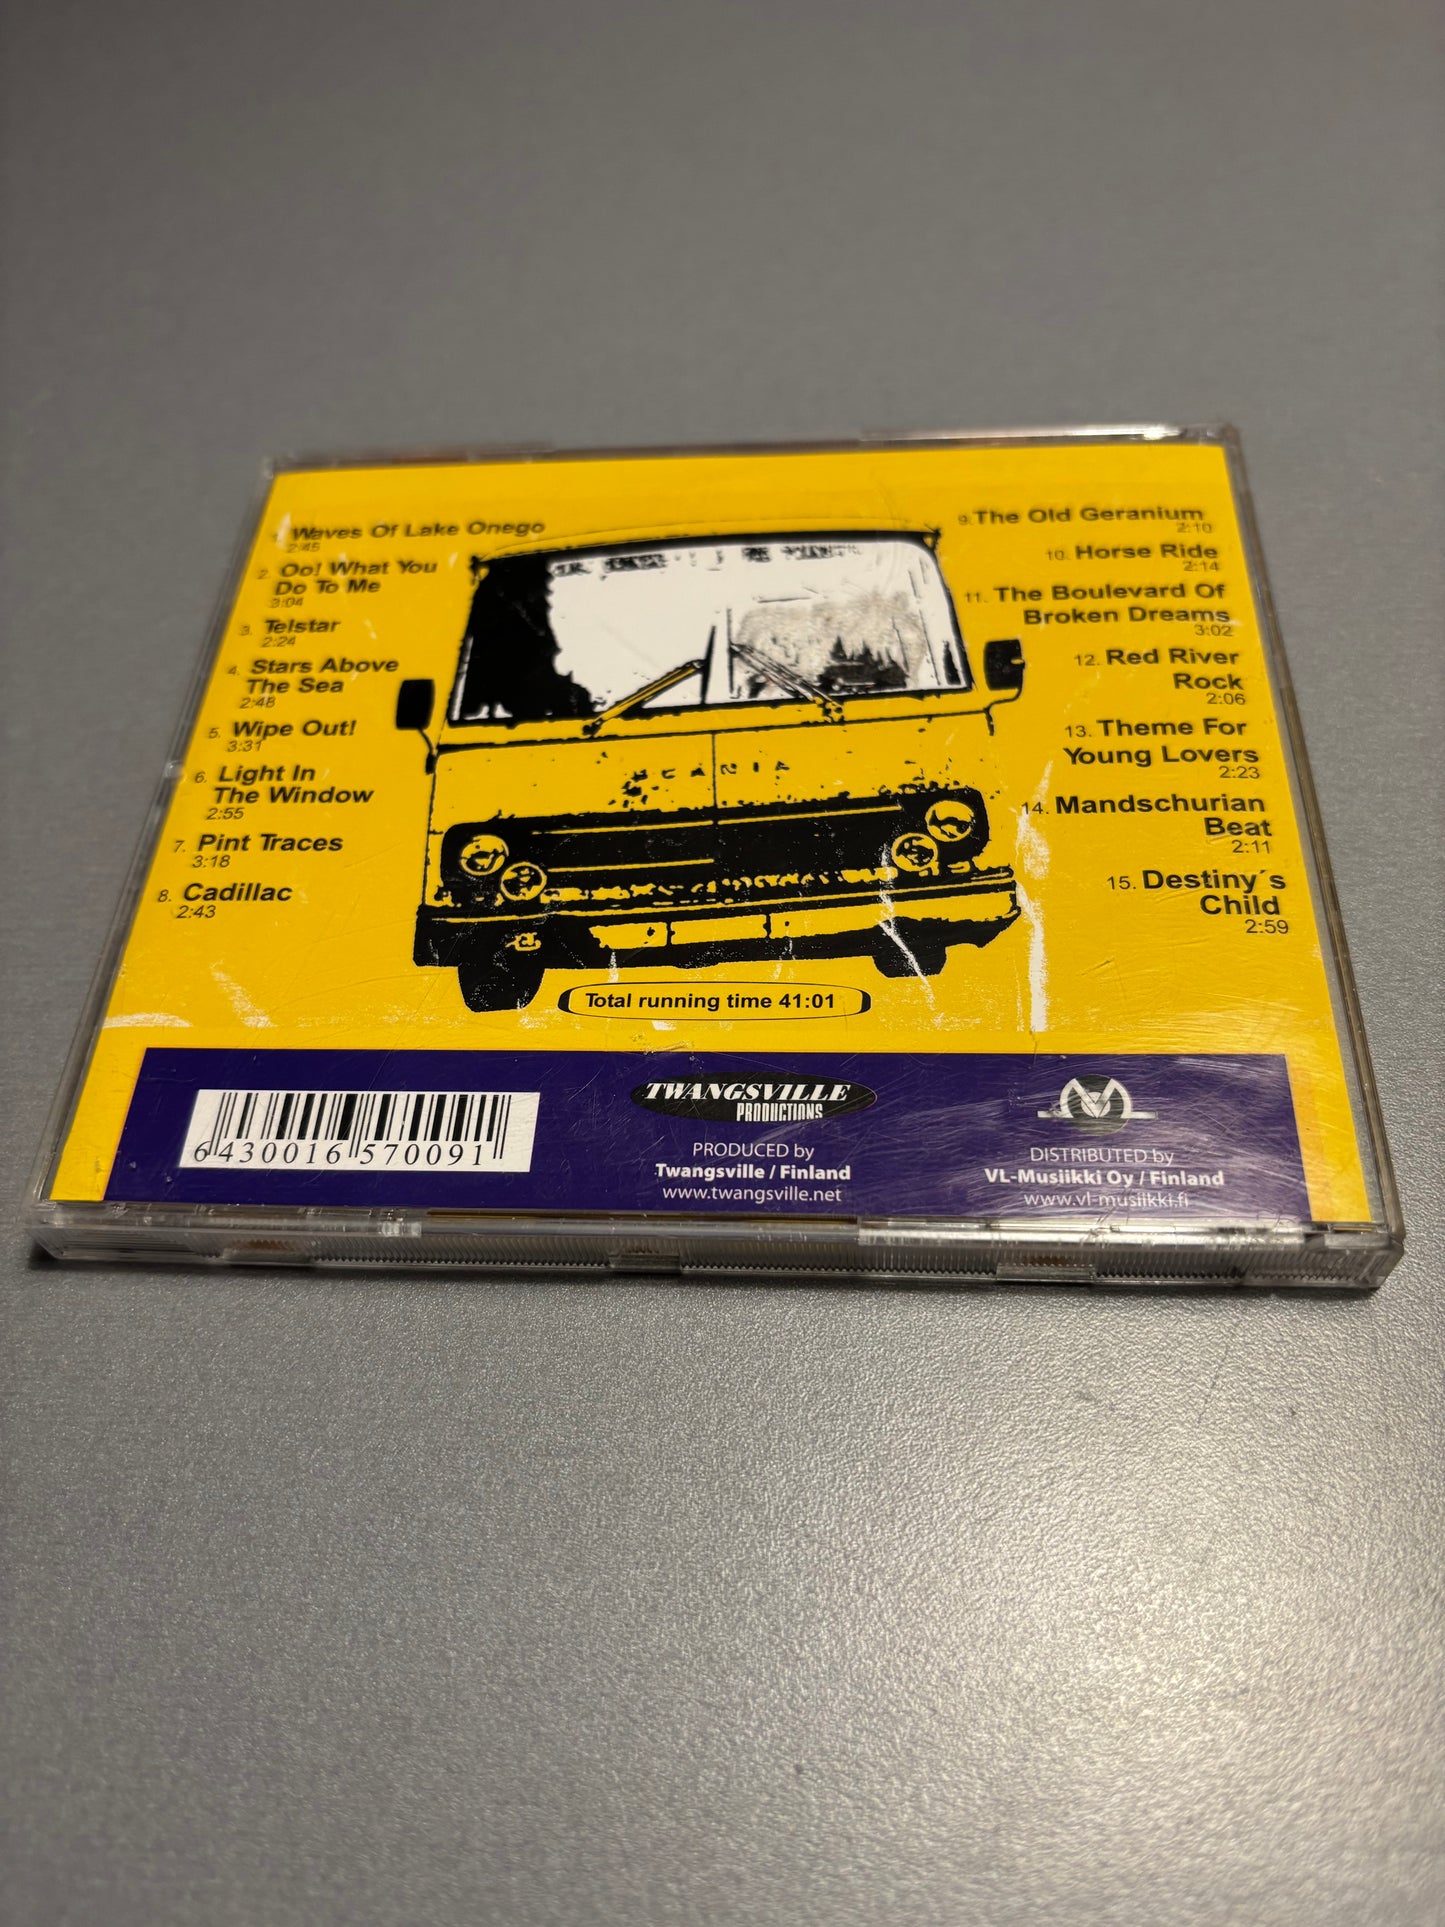 1. Waves Of Lake Onego
2:45
2. Oo! What You
Do To Me
3:04
3. Telstar
2:24
4. Stars Above
The Sea
2:48
5. Wipe Out!
3:31
6. Light In
The Window
2:55
7. Pint Traces
3:18
8. Cadillac
2:43
9. The Old Geranium
2:10
10. Horse Ride
2:14
11. The Boulevard Of
Broken Dreams
3:02
12. Red River
Rock
2:06
13. Theme For
Young Lovers
2:23
14. Mandschurian
Beat
2:11
15. Destiny´s
Child
2:59
Total running time 41:01
6 430016 570091
TWANGSVILLE
PRODUCTIONS
PRODUCED by
Twangsville / Finland
www.twangsville.net
DISTRIBUTED by
VL-Musiikki Oy / Finland
www.vl-musiikki.fi